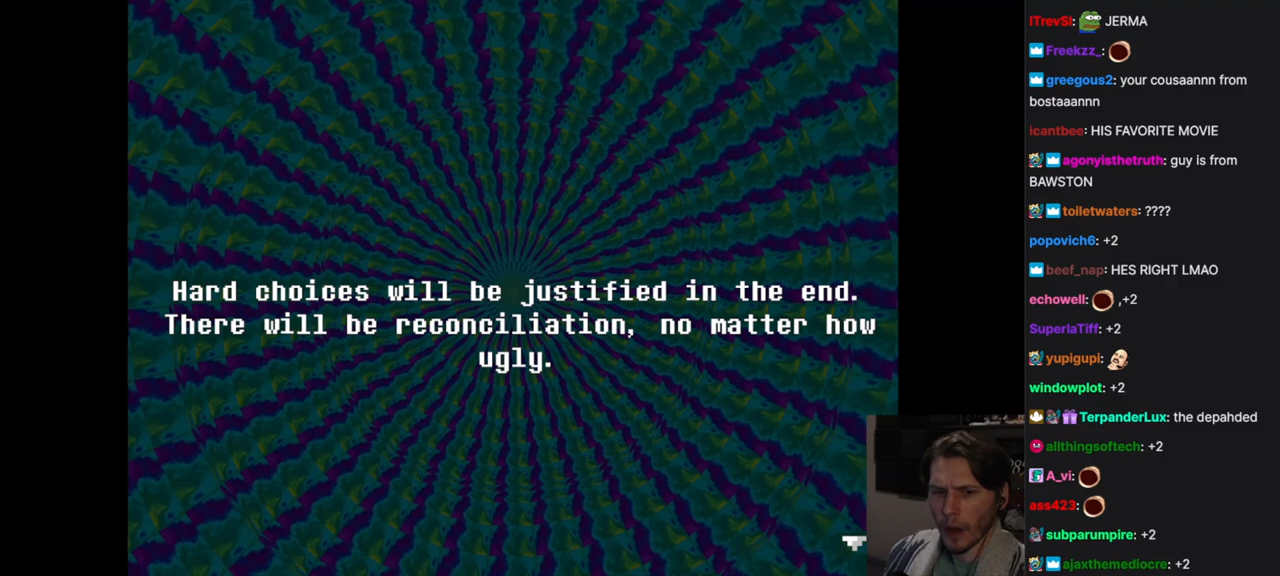 Hard choices will be justified in the end.
There will be reconciliation, no matter how
ugly.
ITrevSl: JERMA
Freekzz_:
greegous2: your cousaannn from
bostaaannn
icantbee: HIS FAVORITE MOVIE
agonyisthetruth: guy is from
BAWSTON
toiletwaters: ????
popovich6: +2
beef_nap: HES RIGHT LMAO
echowell: ,+2
SuperlaTiff: +2
yupigupi:
windowplot: +2
TerpanderLux: the depahded
allthingsoftech: +2
A_vi:
ass423:
subparumpire: +2
ajaxthemediocre: +2